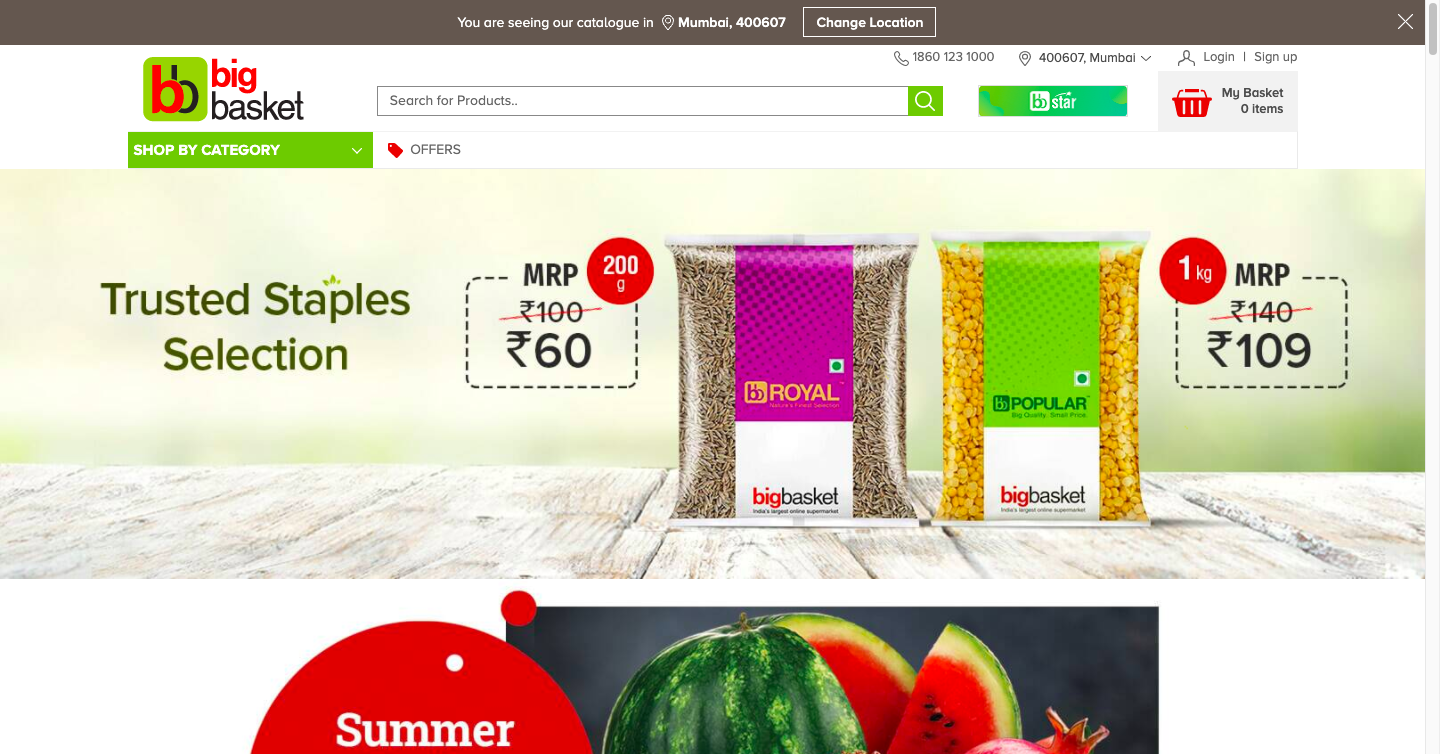 You are seeing our catalogue in Mumbai, 400607 Change Location
1860 123 1000 400607, Mumbai Login | Sign up
bb big
basket
Search for Products..
bb star
My Basket
0 items
SHOP BY CATEGORY
OFFERS
Trusted Staples
Selection
MRP
200
g
₹100
₹60
bb ROYAL
Nature's Finest Selection
bigbasket
India's largest online supermarket
bb POPULAR
Big Quality. Small Price
bigbasket
India's largest online supermarket
1 kg
MRP
₹140
₹109
Summer